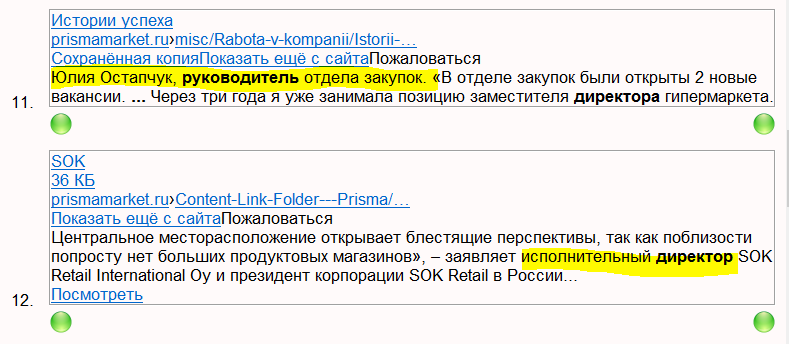 Истории успеха
prismamarket.ru›misc/Rabota-v-kompanii/Istorii-…
Сохранённая копияПоказать ещё с сайтаПожаловаться
Юлия Остапчук, руководитель отдела закупок. «В отделе закупок были открыты 2 новые
11. вакансии. ... Через три года я уже занимала позицию заместителя директора гипермаркета.
SOK
36 КБ
prismamarket.ru›Content-Link-Folder---Prisma/…
Показать ещё с сайтаПожаловаться
Центральное месторасположение открывает блестящие перспективы, так как поблизости
попросту нет больших продуктовых магазинов», – заявляет исполнительный директор SOK
Retail International Oy и президент корпорации SOK Retail в России...
12. Посмотреть